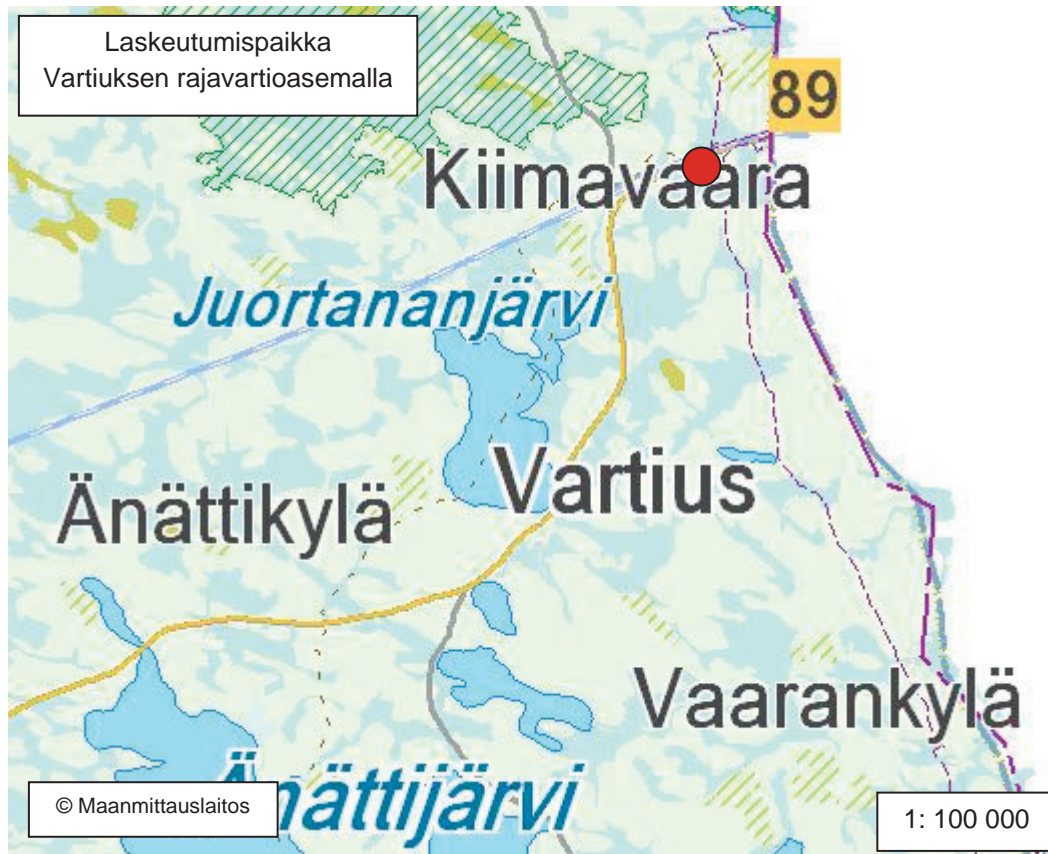 Laskeutumispaikka
Vartiuksen rajavartioasemalla
89
Kiimavaara
Juortananjärvi
Vartius
Änättikylä
Vaarankylä
Änättijärvi
© Maanmittauslaitos
1: 100 000